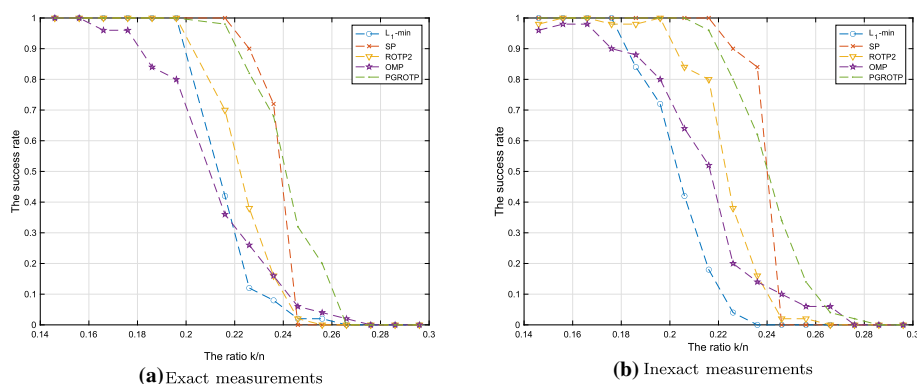 1
0.9
0.8
0.7
0.6
0.5
0.4
0.3
0.2
0.1
0
The success rate
0.14 0.16 0.18 0.2 0.22 0.24 0.26 0.28 0.3
The ratio k/n
L1-min
SP
ROTP2
OMP
PGROTP
(a) Exact measurements
1
0.9
0.8
0.7
0.6
0.5
0.4
0.3
0.2
0.1
0
The success rate
0.14 0.16 0.18 0.2 0.22 0.24 0.26 0.28 0.3
The ratio k/n
L1-min
SP
ROTP2
OMP
PGROTP
(b) Inexact measurements